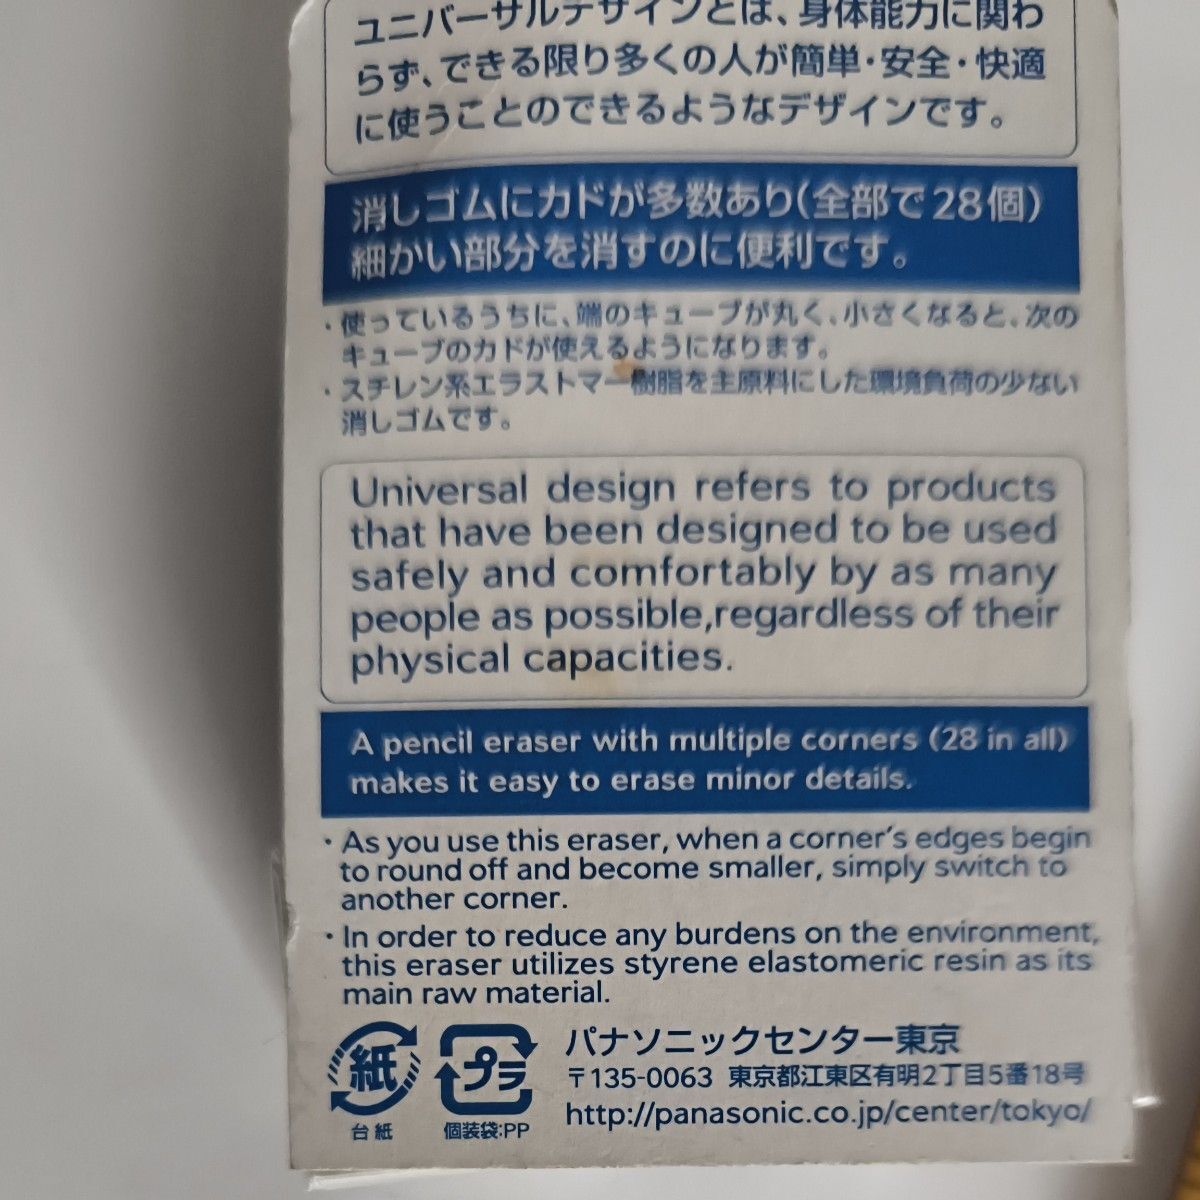 ユニバーサルデザインとは、身体能力に関わ
らず、できる限り多くの人が簡単・安全・快適
に使うことのできるようなデザインです。
消しゴムにカドが多数あり(全部で28個)
細かい部分を消すのに便利です。
・使っているうちに、端のキューブが丸く、小さくなると、次の
キューブのカドが使えるようになります。
・スチレン系エラストマー樹脂を主原料にした環境負荷の少ない
消しゴムです。
Universal design refers to products
that have been designed to be used
safely and comfortably by as many
people as possible,regardless of their
physical capacities.
A pencil eraser with multiple corners (28 in all)
makes it easy to erase minor details.
・As you use this eraser, when a corner's edges begin
to round off and become smaller, simply switch to
another corner.
・In order to reduce any burdens on the environment,
this eraser utilizes styrene elastomeric resin as its
main raw material.
紙
台紙
プラ
個装袋:PP
パナソニックセンター東京
〒135-0063 東京都江東区有明2丁目5番18号
http://panasonic.co.jp/center/tokyo/